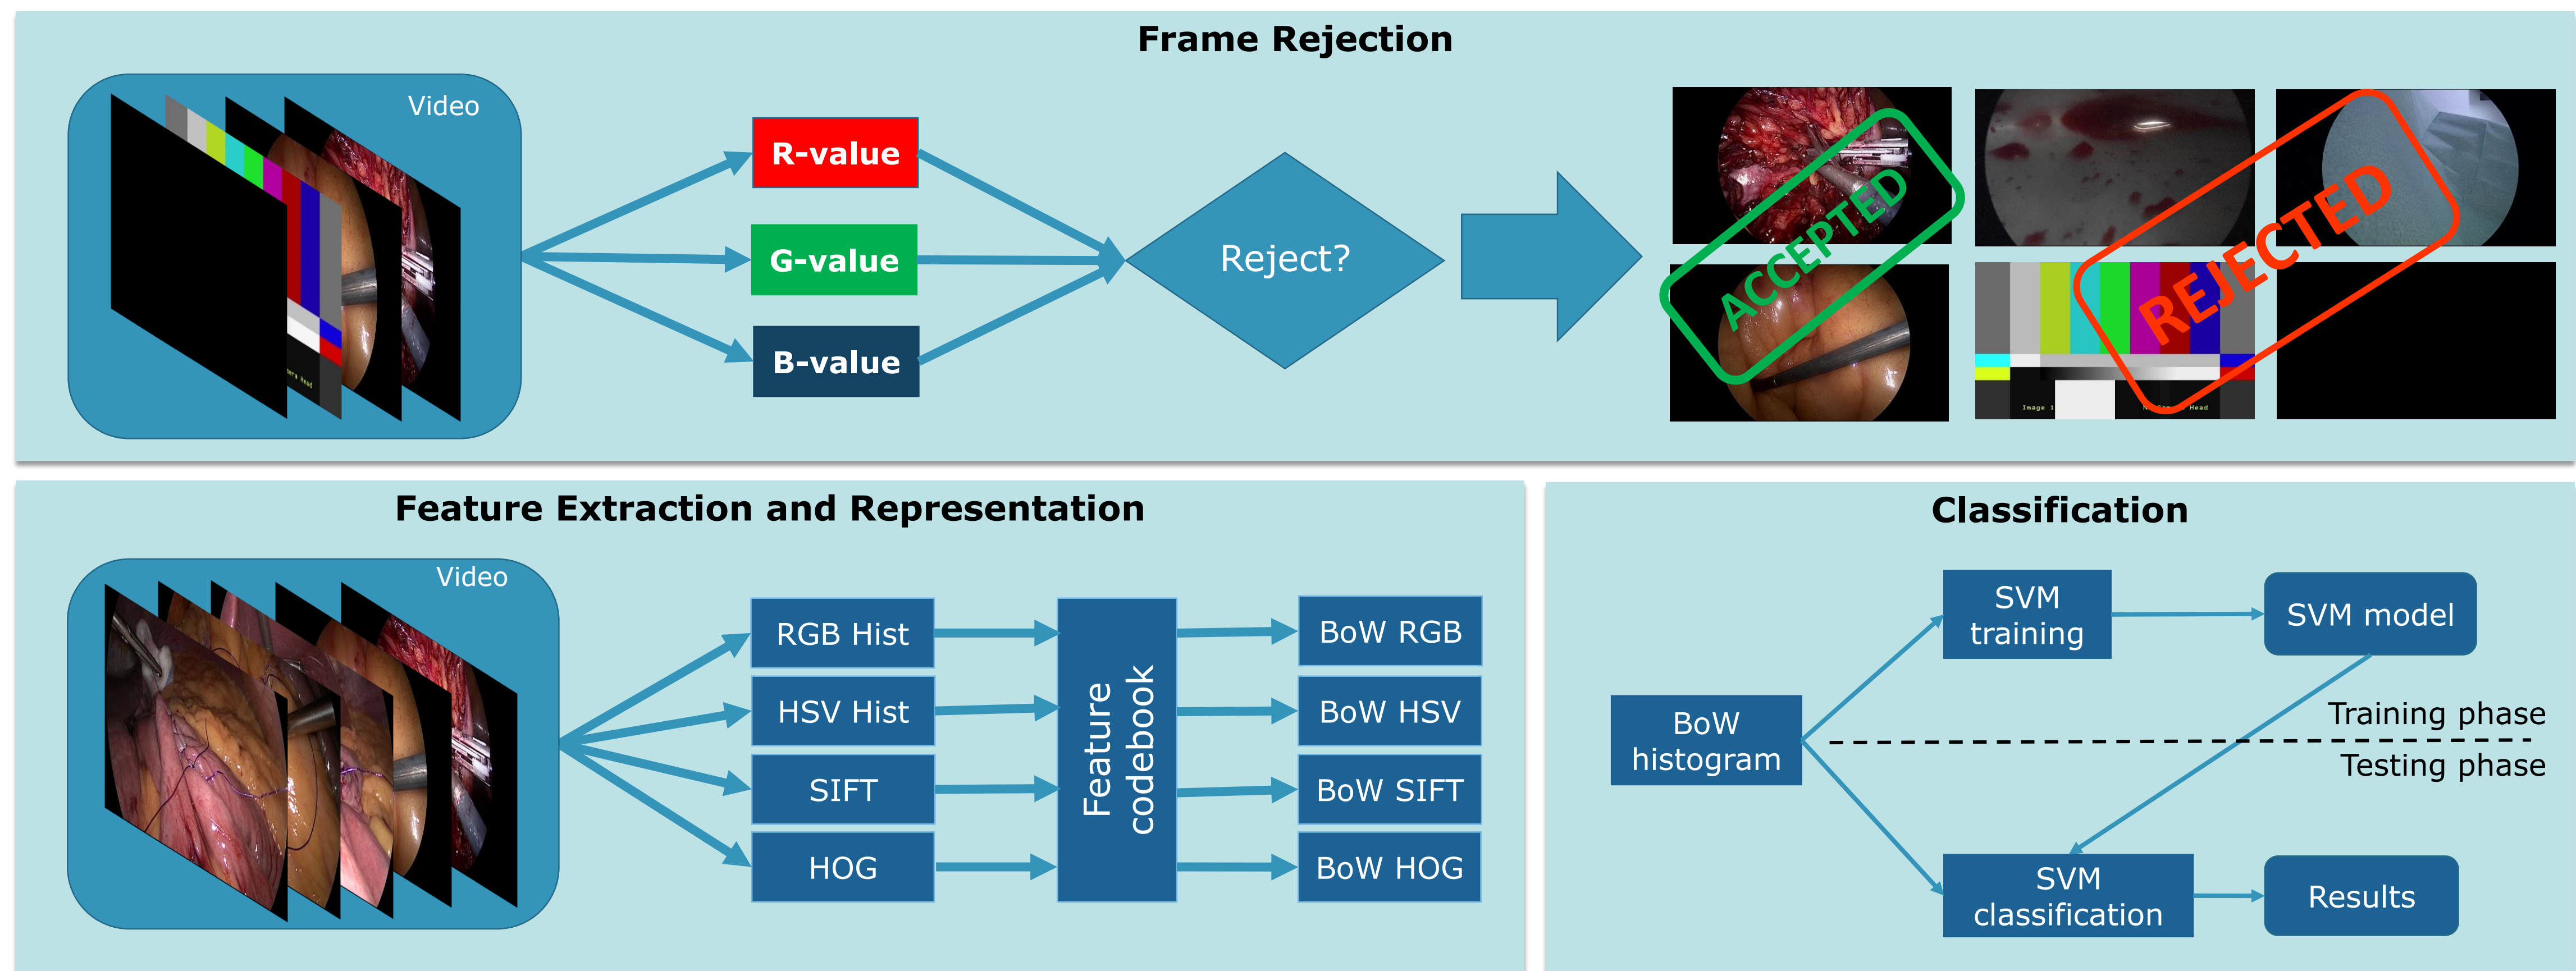 Frame Rejection
Video
R-value
G-value
B-value
Reject?
ACCEPTED
REJECTED
Feature Extraction and Representation
Video
RGB Hist
HSV Hist
SIFT
HOG
Feature
codebook
BoW RGB
BoW HSV
BoW SIFT
BoW HOG
Classification
BoW
histogram
SVM
training
SVM model
Training phase
Testing phase
SVM
classification
Results